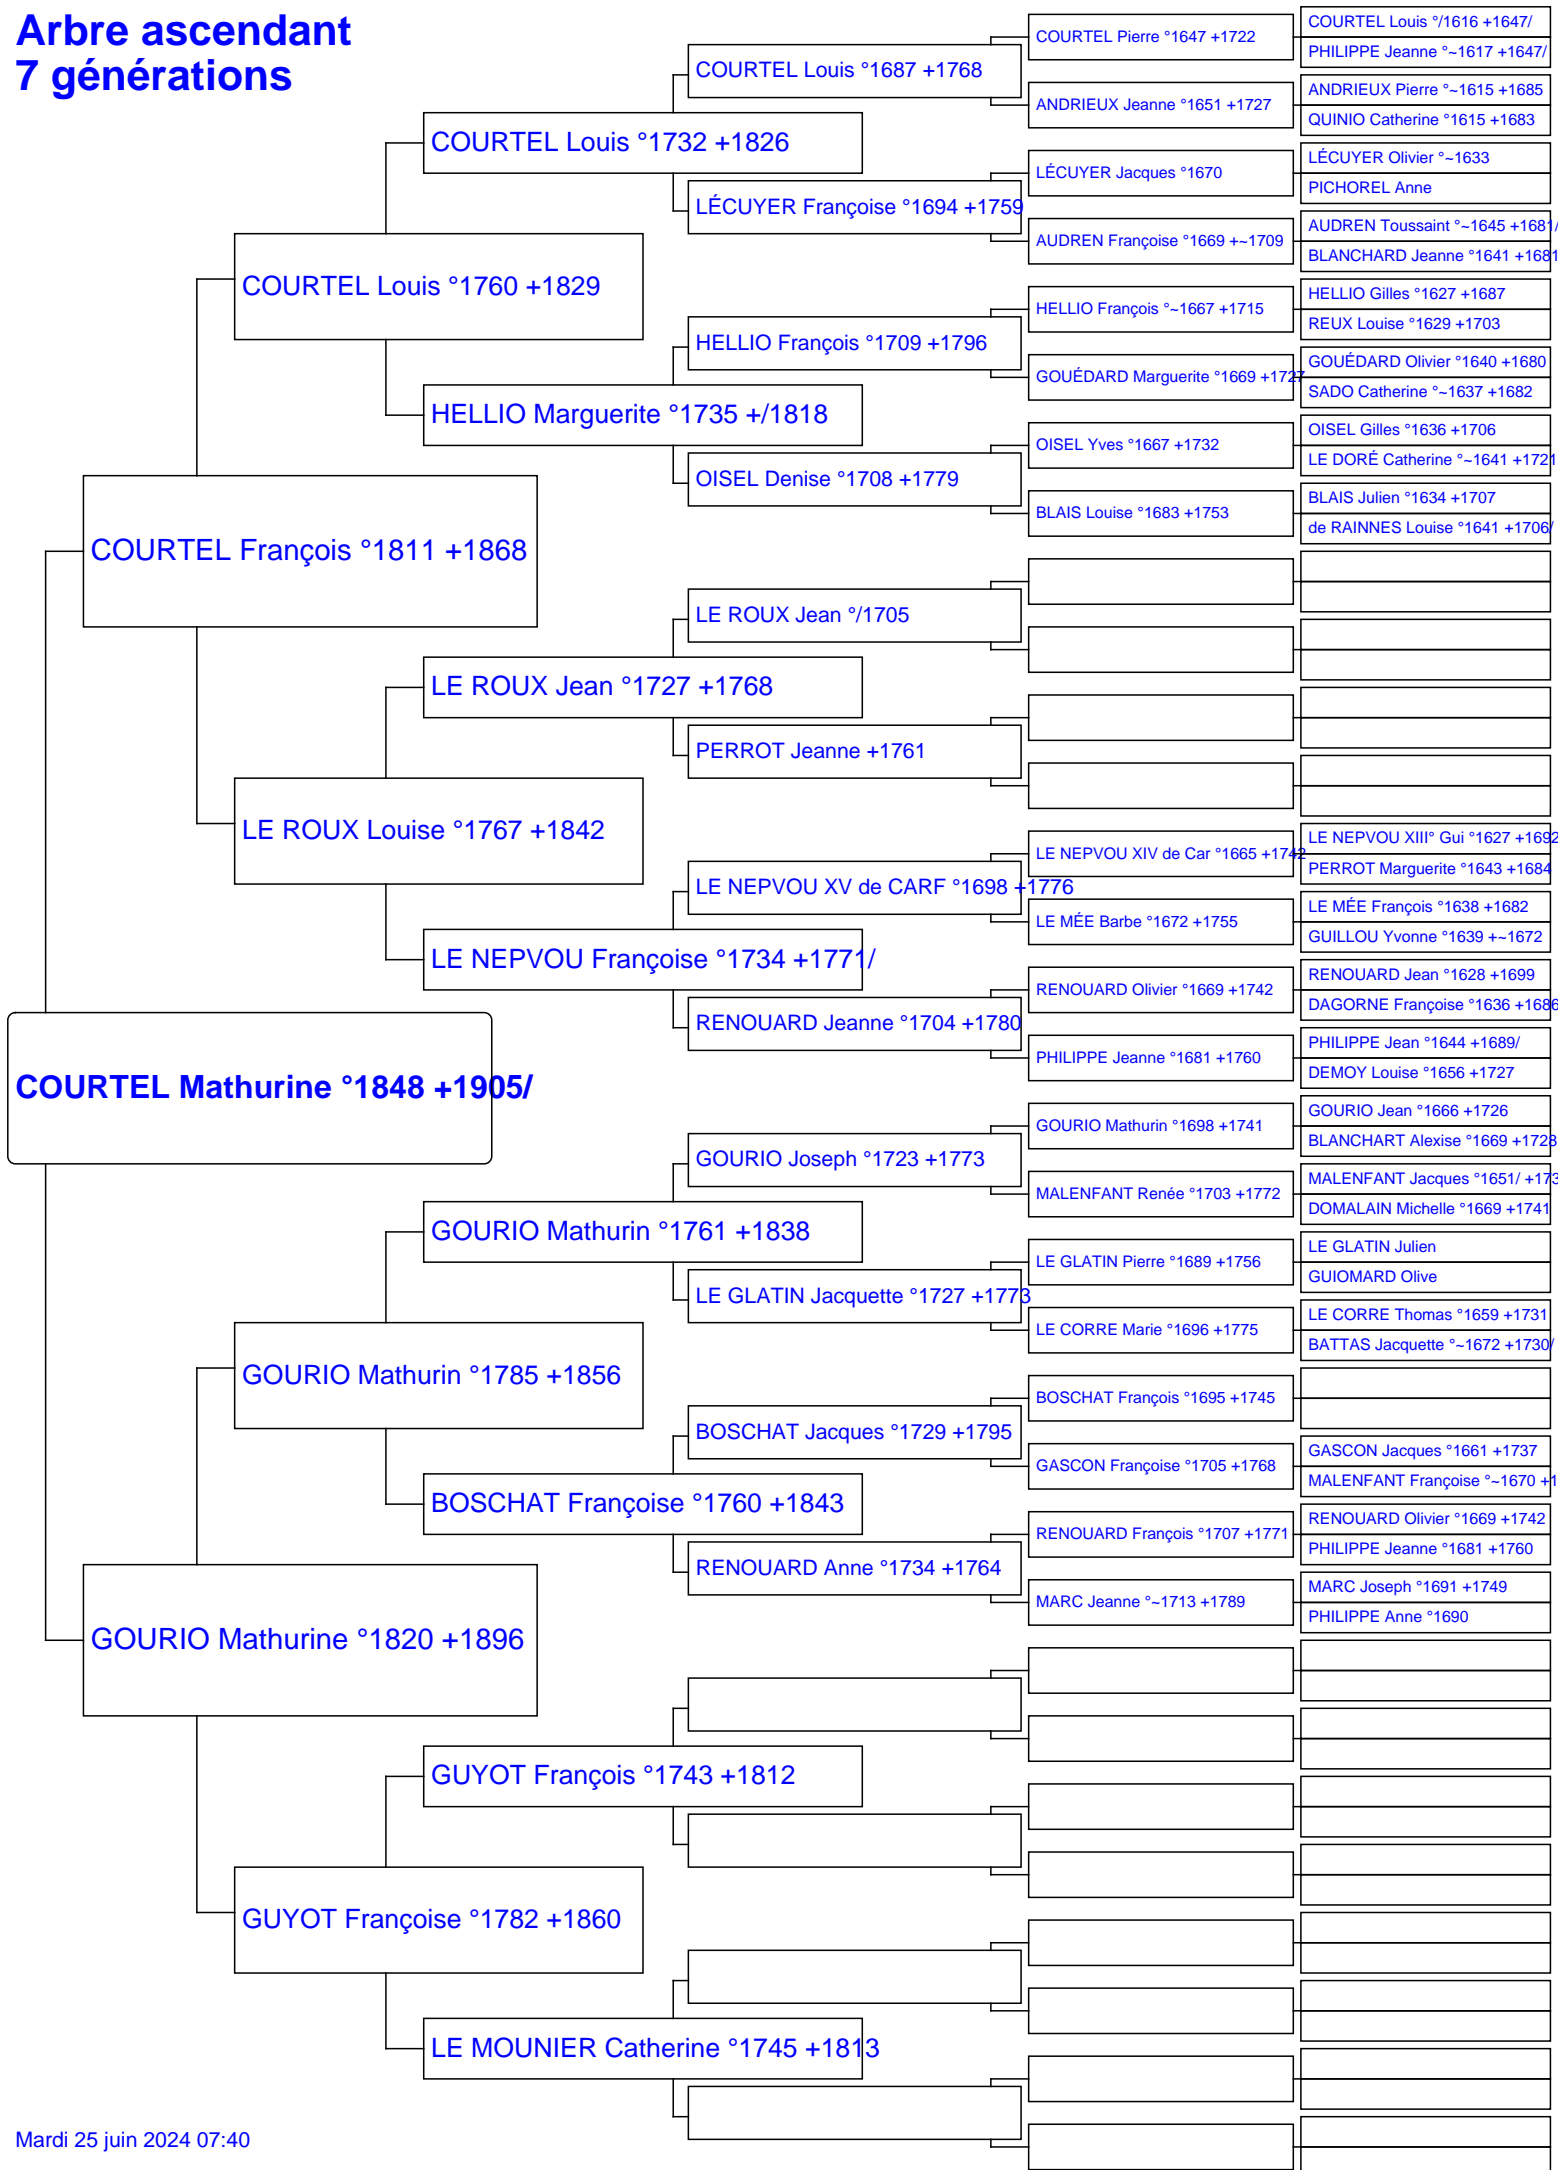 Arbre ascendant
7 générations
COURTEL Mathurine °1848 +1905/
COURTEL François °1811 +1868
GOURIO Mathurine °1820 +1896
COURTEL Louis °1760 +1829
LE ROUX Louise °1767 +1842
GOURIO Mathurin °1785 +1856
GUYOT Françoise °1782 +1860
COURTEL Louis °1732 +1826
HELLIO Marguerite °1735 +/1818
LE ROUX Jean °1727 +1768
LE NEPVOU Françoise °1734 +1771/
GOURIO Mathurin °1761 +1838
BOSCHAT Françoise °1760 +1843
GUYOT François °1743 +1812
LE MOUNIER Catherine °1745 +1813
COURTEL Louis °1687 +1768
LÉCUYER Françoise °1694 +1759
HELLIO François °1709 +1796
OISEL Denise °1708 +1779
LE ROUX Jean °/1705
PERROT Jeanne +1761
LE NEPVOU XV de CARF °1698 +1776
RENOUARD Jeanne °1704 +1780
GOURIO Joseph °1723 +1773
LE GLATIN Jacquette °1727 +1773
BOSCHAT Jacques °1729 +1795
RENOUARD Anne °1734 +1764
COURTEL Pierre °1647 +1722
ANDRIEUX Jeanne °1651 +1727
LÉCUYER Jacques °1670
AUDREN Françoise °1669 +~1709
HELLIO François °~1667 +1715
GOUÉDARD Marguerite °1669 +1727
OISEL Yves °1667 +1732
BLAIS Louise °1683 +1753
LE NEPVOU XIV de Car °1665 +1742
LE MÉE Barbe °1672 +1755
RENOUARD Olivier °1669 +1742
PHILIPPE Jeanne °1681 +1760
GOURIO Mathurin °1698 +1741
MALENFANT Renée °1703 +1772
LE GLATIN Pierre °1689 +1756
LE CORRE Marie °1696 +1775
BOSCHAT François °1695 +1745
GASCON Françoise °1705 +1768
RENOUARD François °1707 +1771
MARC Jeanne °~1713 +1789
COURTEL Louis °/1616 +1647/
PHILIPPE Jeanne °~1617 +1647/
ANDRIEUX Pierre °~1615 +1685
QUINIO Catherine °1615 +1683
LÉCUYER Olivier °~1633
PICHOREL Anne
AUDREN Toussaint °~1645 +1681/
BLANCHARD Jeanne °1641 +1681
HELLIO Gilles °1627 +1687
REUX Louise °1629 +1703
GOUÉDARD Olivier °1640 +1680
SADO Catherine °~1637 +1682
OISEL Gilles °1636 +1706
LE DORÉ Catherine °~1641 +1721
BLAIS Julien °1634 +1707
de RAINNES Louise °1641 +1706/
LE NEPVOU XIII° Gui °1627 +1692
PERROT Marguerite °1643 +1684
LE MÉE François °1638 +1682
GUILLOU Yvonne °1639 +~1672
RENOUARD Jean °1628 +1699
DAGORNE Françoise °1636 +1686
PHILIPPE Jean °1644 +1689/
DEMOY Louise °1656 +1727
GOURIO Jean °1666 +1726
BLANCHART Alexise °1669 +1728
MALENFANT Jacques °1651/ +173
DOMALAIN Michelle °1669 +1741
LE GLATIN Julien
GUIOMARD Olive
LE CORRE Thomas °1659 +1731
BATTAS Jacquette °~1672 +1730/
GASCON Jacques °1661 +1737
MALENFANT Françoise °~1670 +1
RENOUARD Olivier °1669 +1742
PHILIPPE Jeanne °1681 +1760
MARC Joseph °1691 +1749
PHILIPPE Anne °1690
Mardi 25 juin 2024 07:40